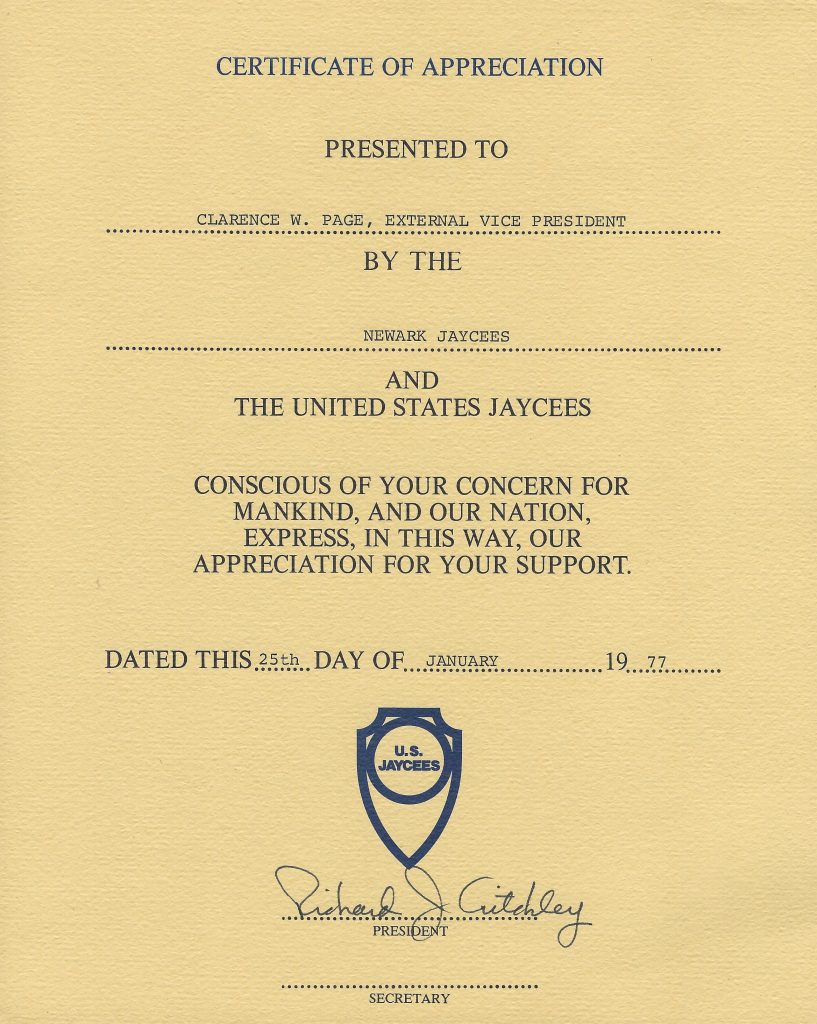 CERTIFICATE OF APPRECIATION
PRESENTED TO
CLARENCE W. PAGE, EXTERNAL VICE PRESIDENT
BY THE
NEWARK JAYCEES
AND
THE UNITED STATES JAYCEES
CONSCIOUS OF YOUR CONCERN FOR
MANKIND, AND OUR NATION,
EXPRESS, IN THIS WAY, OUR
APPRECIATION FOR YOUR SUPPORT.
DATED THIS 25th DAY OF JANUARY 19 77
U.S.
JAYCEES
Richard J Critchley
PRESIDENT
SECRETARY